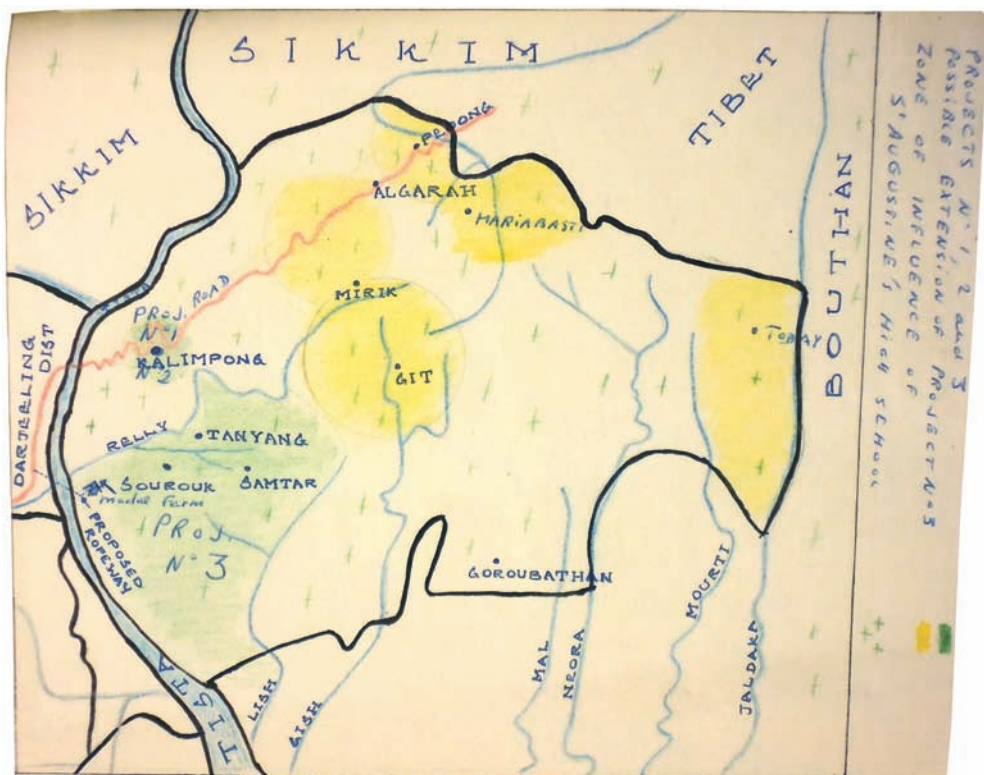 SIKKIM
SIKKIM
TIBET
BOUTHAN
PEDONG
ALGARAH
MARIABASTI
MIRIK
PROJ. ROAD
N°1
KALIMPONG
N°2
GIT
TODAY
DARJEELING
DIST
RELLY
TANYANG
SOUROUK
SAMTAR
Model Farm
PROPOSED
ROPEWAY
PROJ.
N° 3
GOROUBATHAN
TISTA
LISH
GISH
MAL
NEORA
MOURTI
JALDAKA
PROJECTS N° 1, 2 and 3
POSSIBLE EXTENSION OF PROJECT N° 3
ZONE OF INFLUENCE OF
S'AUGUSTINE'S HIGH SCHOOL